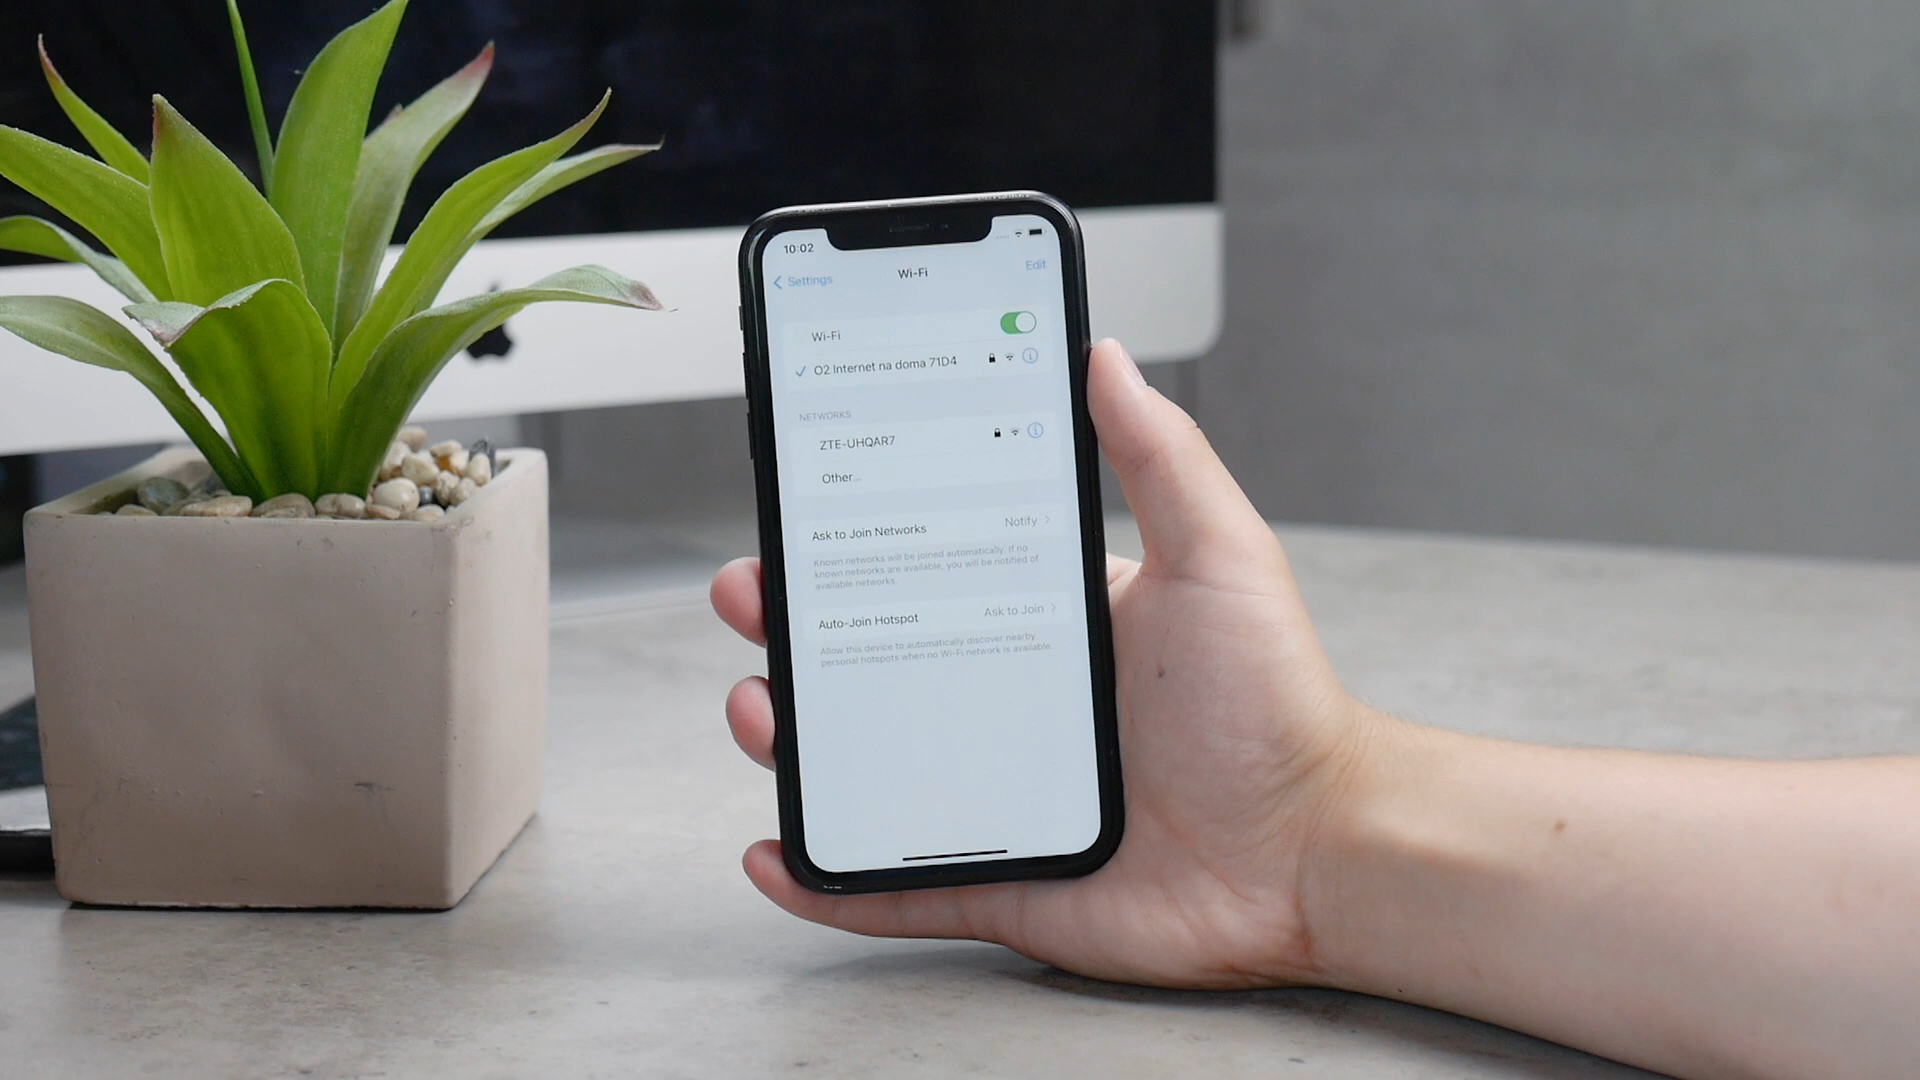 10:02
Settings
Wi-Fi
Edit
Wi-Fi
O2 Internet na doma 71D4
NETWORKS
ZTE-UHQAR7
Other...
Ask to Join Networks
Notify
Known networks will be joined automatically. If no
known networks are available, you will be notified of
available networks.
Auto-Join Hotspot
Ask to Join
Allow this device to automatically discover nearby
personal hotspots when no Wi-Fi network is available.